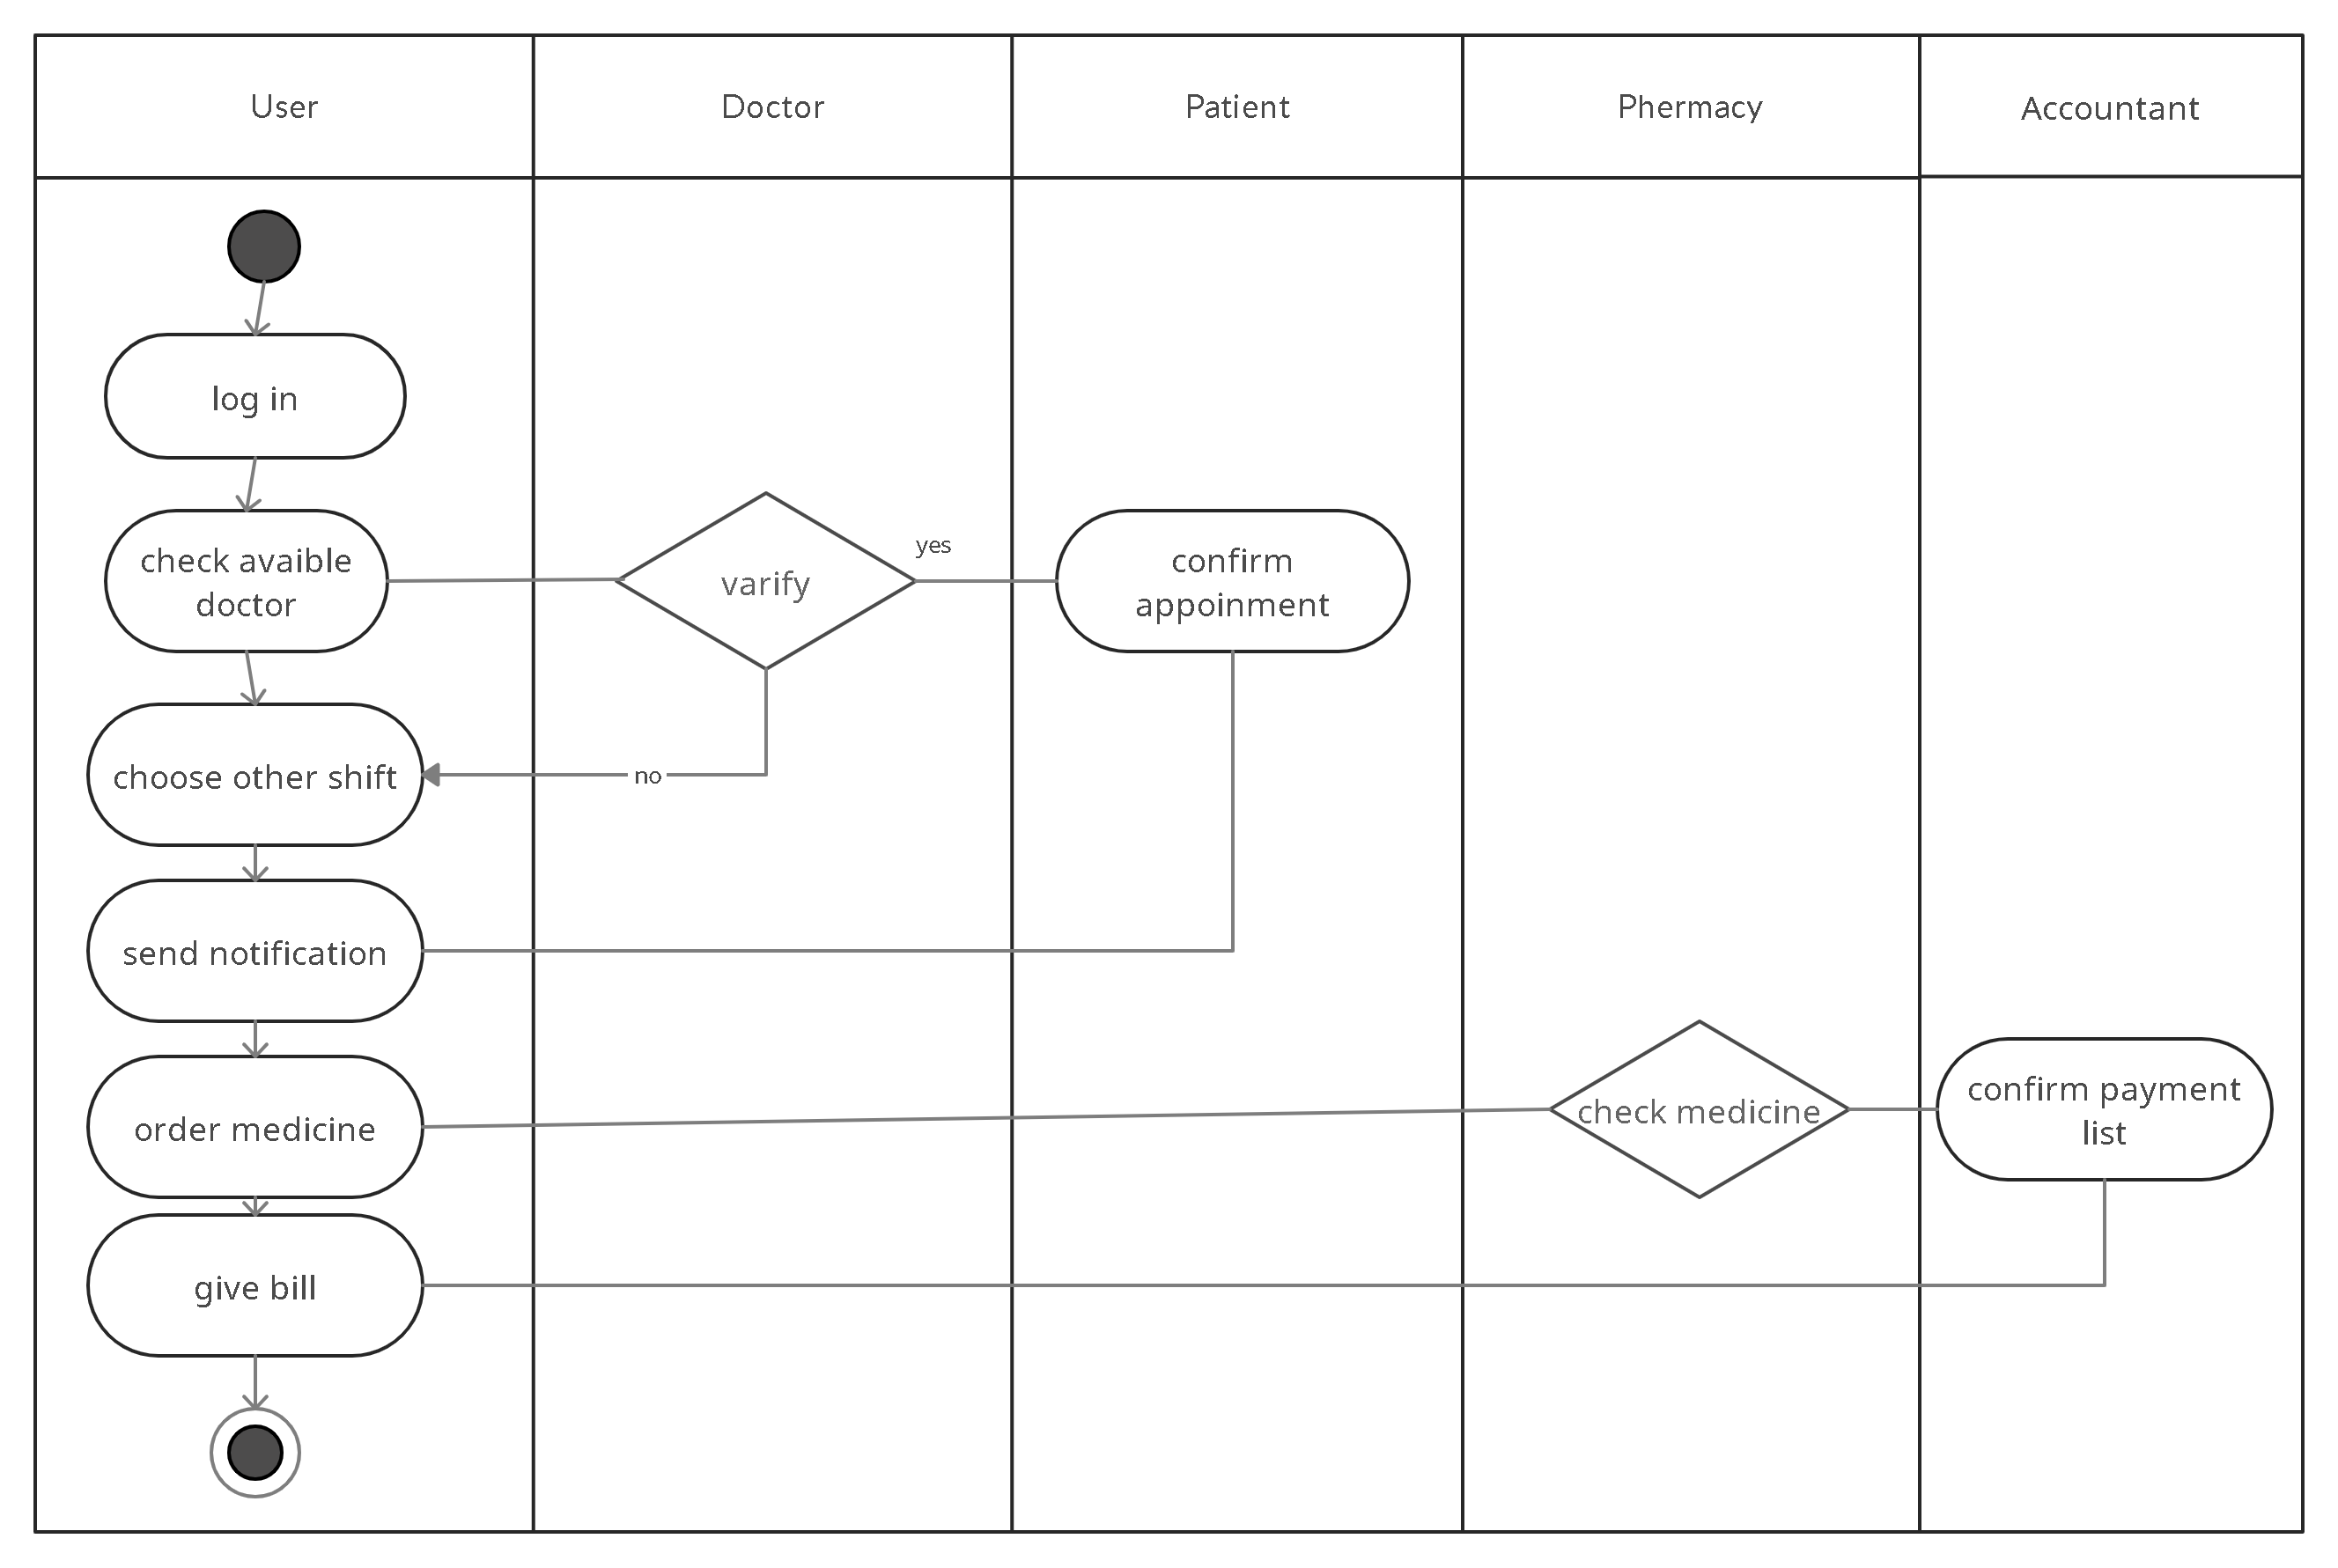 User
Doctor
Patient
Phermacy
Accountant
log in
check avaible
doctor
varify
yes
confirm
appoinment
choose other shift
no
send notification
order medicine
check medicine
confirm payment
list
give bill